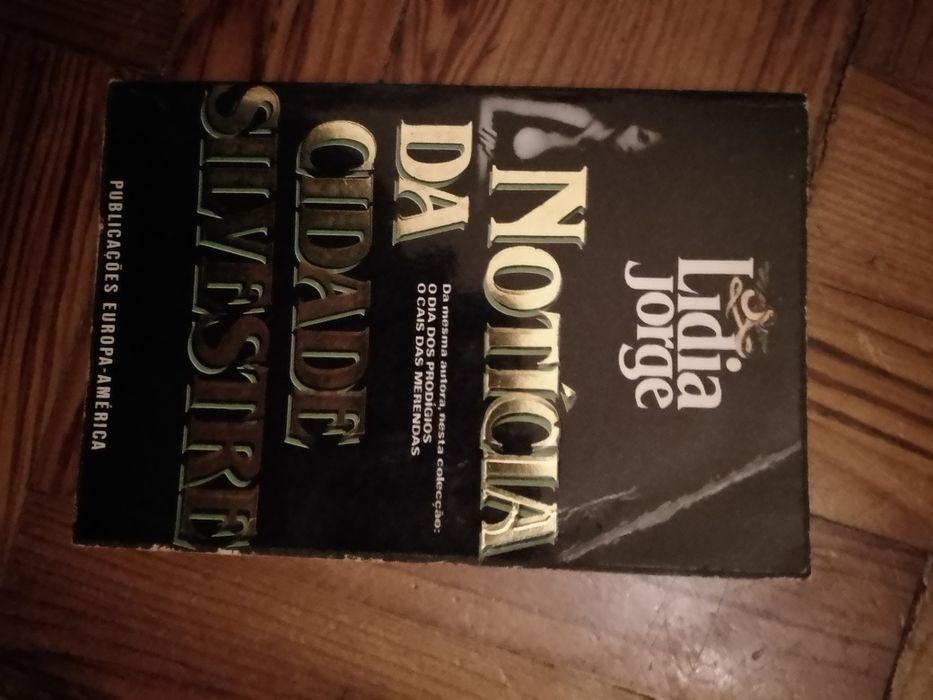 Lídia
Jorge
NOTÍCIA
DA
CIDADE
SILVESTRE
Da mesma autora, nesta colecção:
O DIA DOS PRODÍGIOS
O CAIS DAS MERENDAS
PUBLICAÇÕES EUROPA-AMÉRICA